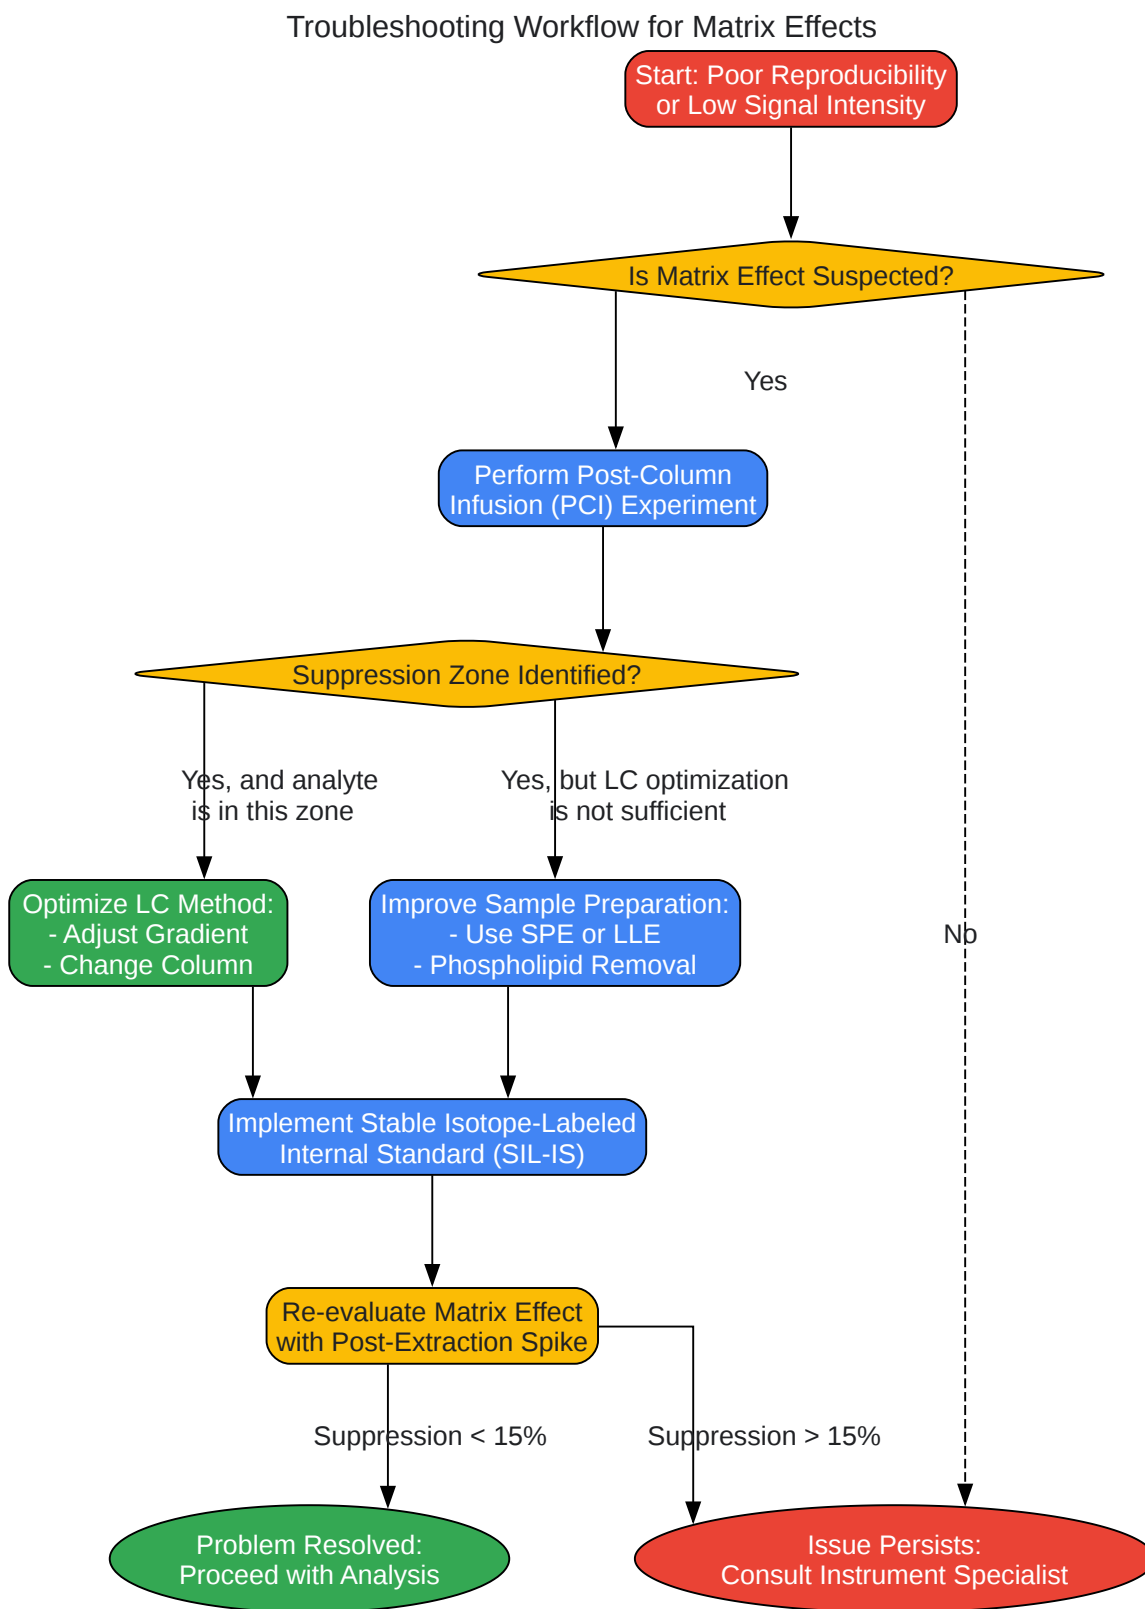 Troubleshooting Workflow for Matrix Effects
Start: Poor Reproducibility
or Low Signal Intensity
Is Matrix Effect Suspected?
Yes
Perform Post-Column
Infusion (PCI) Experiment
Suppression Zone Identified?
Yes, and analyte
is in this zone
Yes, but LC optimization
is not sufficient
Optimize LC Method:
- Adjust Gradient
- Change Column
Improve Sample Preparation:
- Use SPE or LLE
- Phospholipid Removal
No
Implement Stable Isotope-Labeled
Internal Standard (SIL-IS)
Re-evaluate Matrix Effect
with Post-Extraction Spike
Suppression < 15%
Suppression > 15%
Problem Resolved:
Proceed with Analysis
Issue Persists:
Consult Instrument Specialist